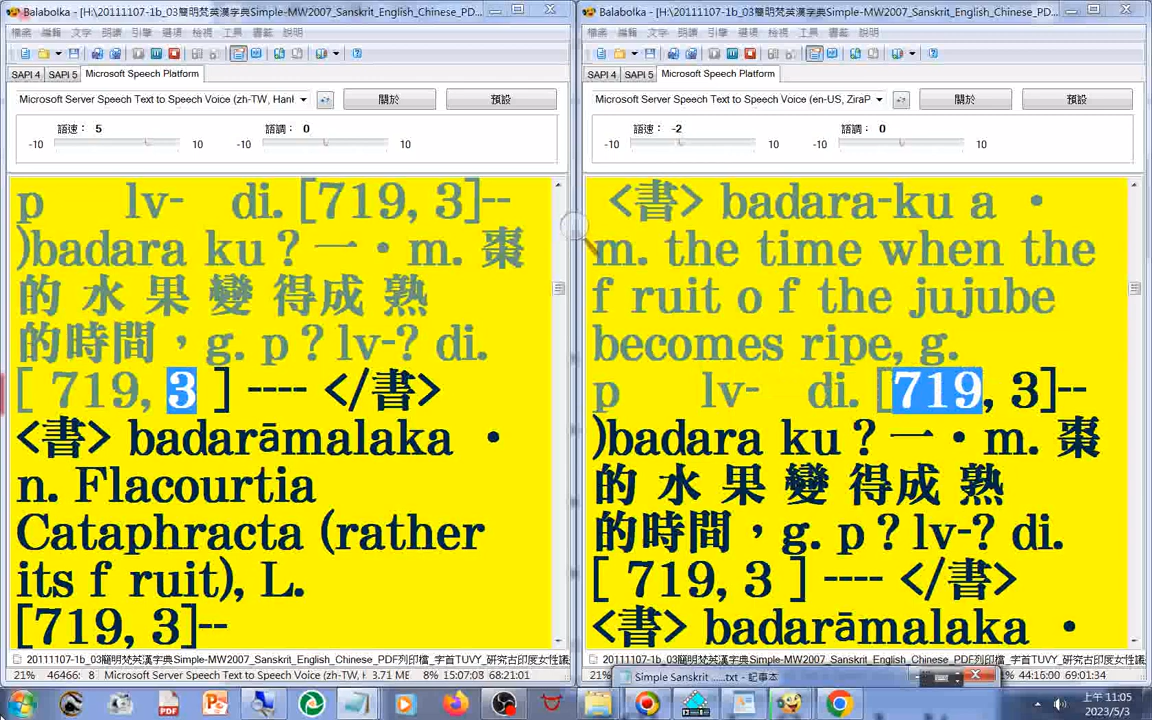 Balabolka - [H:\20111107-1b_03簡明梵英漢字典Simple-MW2007_Sanskrit_English_Chinese_PD...
檔案 編輯 文字 朗讀 引擎 選項 檢視 工具 書籤 說明
SAPI 4 SAPI 5 Microsoft Speech Platform
Microsoft Server Speech Text to Speech Voice (zh-TW, Hanl
關於 預設
語速： 5 語調： 0
-10 10 -10 10
p lv- di. [719, 3]--
)badara ku？一・m. 棗
的 水 果 變 得成 熟
的時間，g. p？lv-? di.
[ 719, 3 ] ---- </書>
<書> badarāmalaka ・
n. Flacourtia
Cataphracta (rather
its f ruit), L.
[719, 3]--
20111107-1b_03簡明梵英漢字典Simple-MW2007_Sanskrit_English_Chinese_PDF列印檔_字首TUVY_研究古印度女性議
21% 46466: 8 Microsoft Server Speech Text to Speech Voice (zh-TW, H 3.71 ME 8% 15:07:03 68:21:01
Balabolka - [H:\20111107-1b_03簡明梵英漢字典Simple-MW2007_Sanskrit_English_Chinese_PD...
檔案 編輯 文字 朗讀 引擎 選項 檢視 工具 書籤 說明
SAPI 4 SAPI 5 Microsoft Speech Platform
Microsoft Server Speech Text to Speech Voice (en-US, ZiraP
關於 預設
語速： -2 語調： 0
-10 10 -10 10
<書> badara-ku a ・
m. the time when the
f ruit o f the jujube
becomes ripe, g.
p lv- di. [719, 3]--
)badara ku？一・m. 棗
的 水 果 變 得成 熟
的時間，g. p？lv-? di.
[ 719, 3 ] ---- </書>
<書> badarāmalaka ・
20111107-1b_03簡明梵英漢字典Simple-MW2007_Sanskrit_English_Chinese_PDF列印檔_字首TUVY_研究古印度女性議
21% 44:16:00 69:01:34
Simple Sanskrit ......txt - 記事本
上午 11:05
2023/5/3